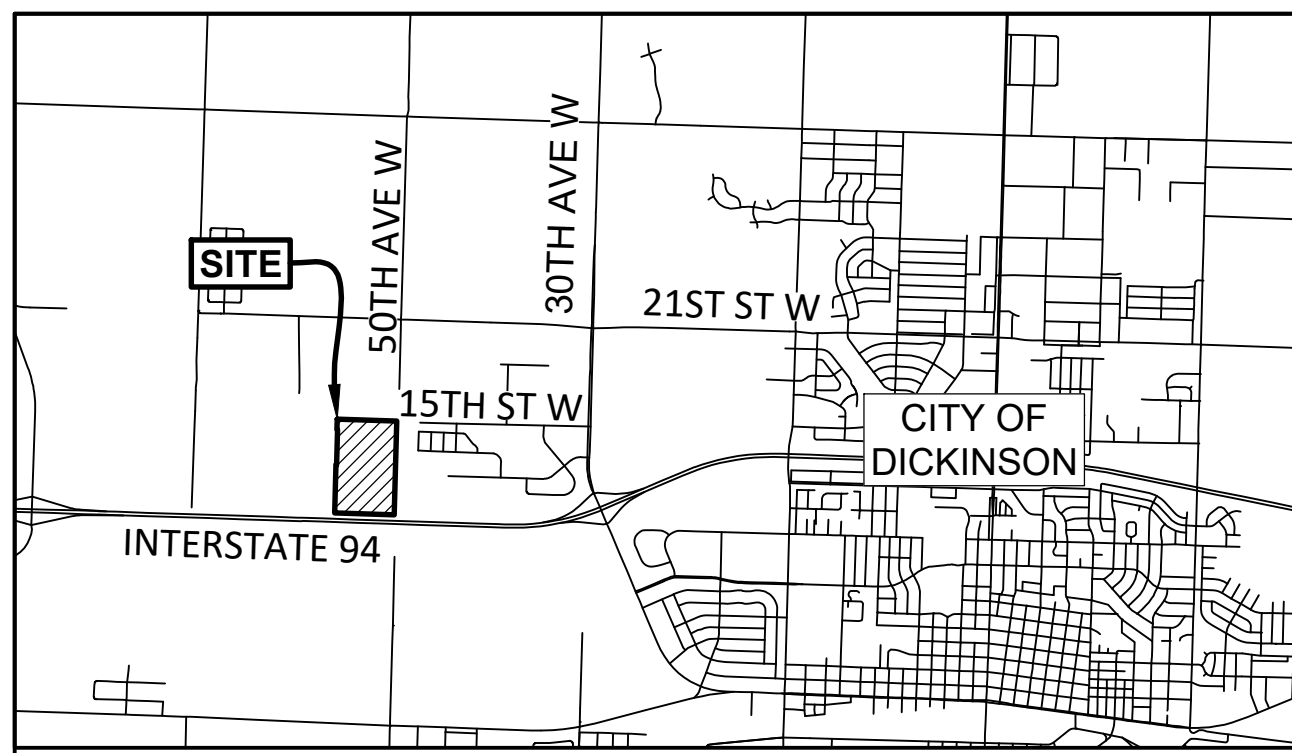 50TH AVE W
30TH AVE W
SITE
21ST ST W
15TH ST W
CITY OF
DICKINSON
INTERSTATE 94